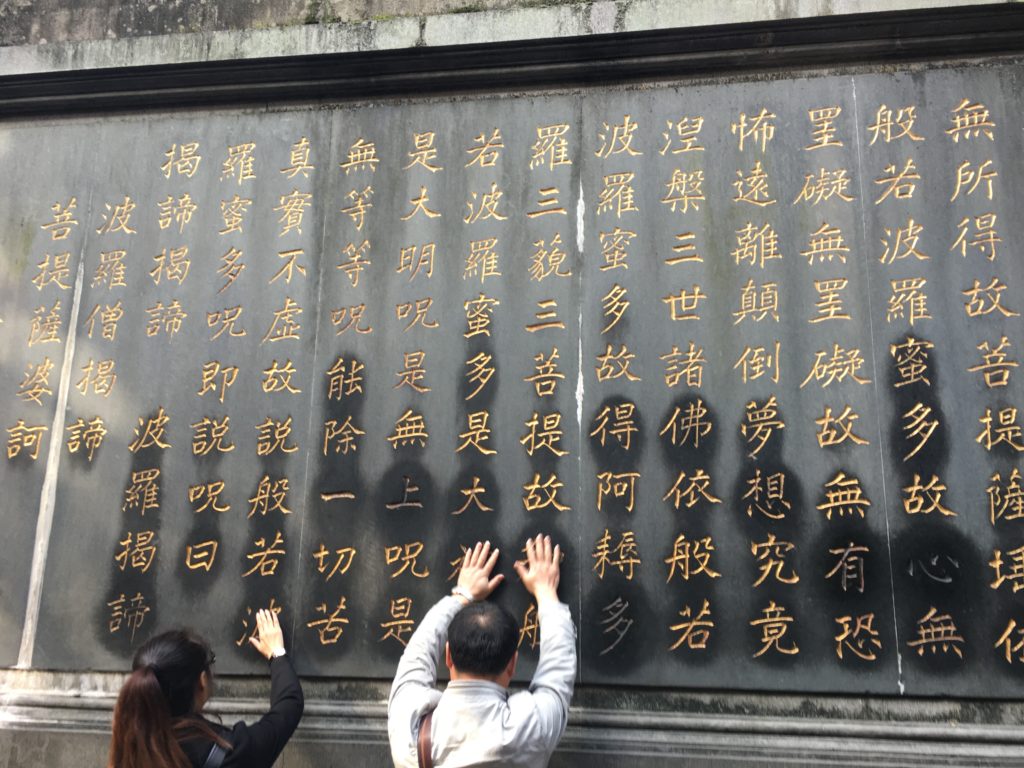 無所得故菩提薩埵依
般若波羅蜜多故心無
罣礙無罣礙故無有恐
怖遠離顛倒夢想究竟
湼槃三世諸佛依般若
波羅蜜多故得阿耨多
羅三藐三菩提故般
若波羅蜜多是大
是大明呪是無上呪是
無等等呪能除一切苦
真實不虛故説般若波
羅蜜多呪即説呪曰
揭諦揭諦 波羅揭諦
波羅僧揭諦
菩提薩婆訶